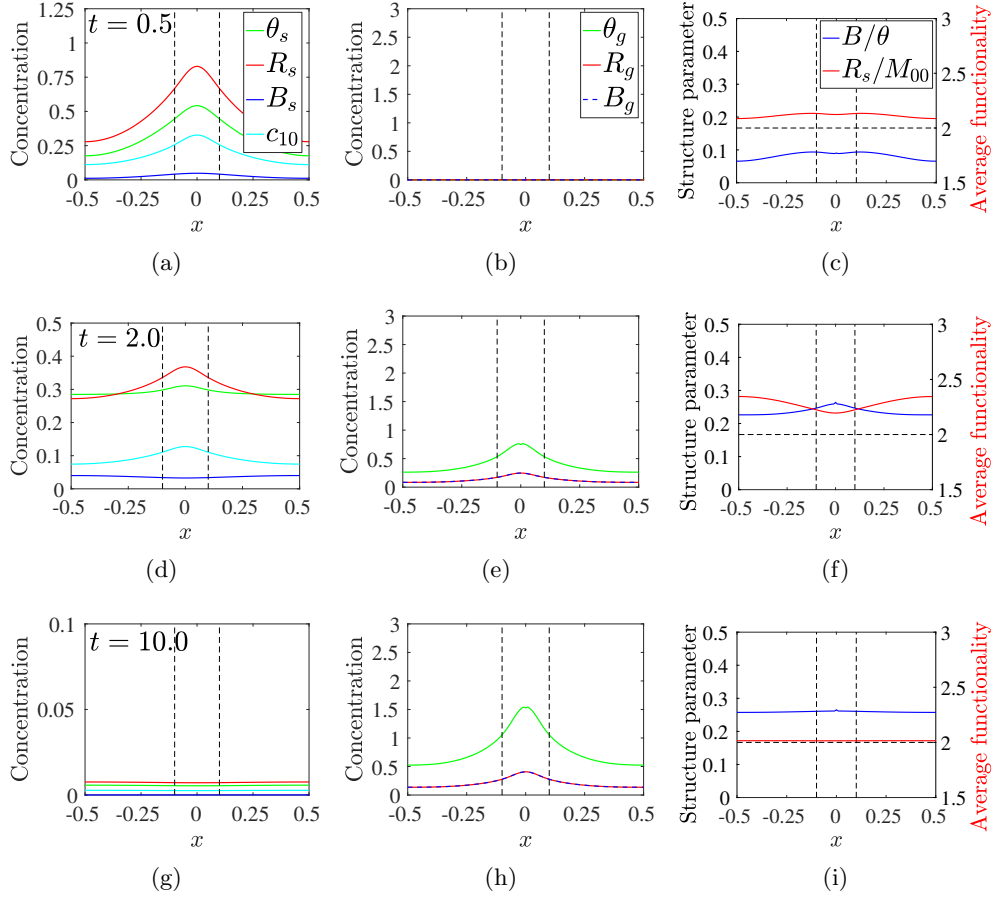 t = 0.5
θs
Rs
Bs
c10
Concentration
1.25
1
0.75
0.5
0.25
0
-0.5 -0.25 0 0.25 0.5
x
(a)
θg
Rg
Bg
Concentration
3
2.5
2
1.5
1
0.5
0
-0.5 -0.25 0 0.25 0.5
x
(b)
B/θ
Rs/M00
Structure parameter
Average functionality
0.5
0.4
0.3
0.2
0.1
0
3
2.5
2
1.5
-0.5 -0.25 0 0.25 0.5
x
(c)
t = 2.0
Concentration
0.5
0.4
0.3
0.2
0.1
0
-0.5 -0.25 0 0.25 0.5
x
(d)
Concentration
3
2.5
2
1.5
1
0.5
0
-0.5 -0.25 0 0.25 0.5
x
(e)
Structure parameter
Average functionality
0.5
0.4
0.3
0.2
0.1
0
3
2.5
2
1.5
-0.5 -0.25 0 0.25 0.5
x
(f)
t = 10.0
Concentration
0.1
0.05
0
-0.5 -0.25 0 0.25 0.5
x
(g)
Concentration
3
2.5
2
1.5
1
0.5
0
-0.5 -0.25 0 0.25 0.5
x
(h)
Structure parameter
Average functionality
0.5
0.4
0.3
0.2
0.1
0
3
2.5
2
1.5
-0.5 -0.25 0 0.25 0.5
x
(i)